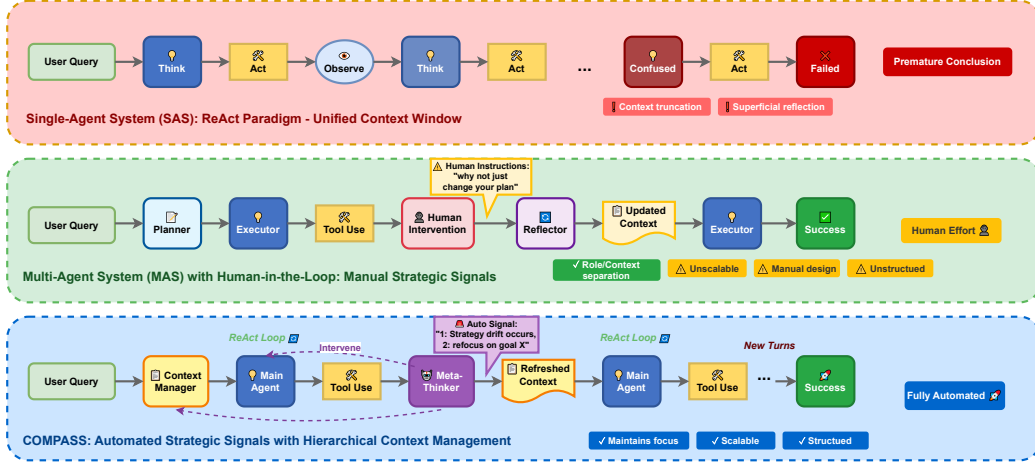 User Query
Think
Act
Observe
Think
Act
...
Confused
Act
Failed
Premature Conclusion
Context truncation
Superficial reflection
Single-Agent System (SAS): ReAct Paradigm - Unified Context Window
Human Instructions:
"why not just
change your plan"
User Query
Planner
Executor
Tool Use
Human
Intervention
Reflector
Updated
Context
Executor
Success
Human Effort
✓ Role/Context
separation
Unscalable
Manual design
Unstructued
Multi-Agent System (MAS) with Human-in-the-Loop: Manual Strategic Signals
Auto Signal:
"1: Strategy drift occurs,
2: refocus on goal X"
ReAct Loop
Intervene
ReAct Loop
New Turns
User Query
Context
Manager
Main
Agent
Tool Use
Meta-
Thinker
Refreshed
Context
Main
Agent
Tool Use
...
Success
Fully Automated
✓ Maintains focus
✓ Scalable
✓ Structued
COMPASS: Automated Strategic Signals with Hierarchical Context Management